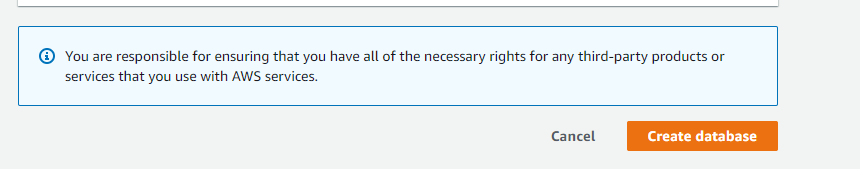 You are responsible for ensuring that you have all of the necessary rights for any third-party products or
services that you use with AWS services.
Cancel
Create database